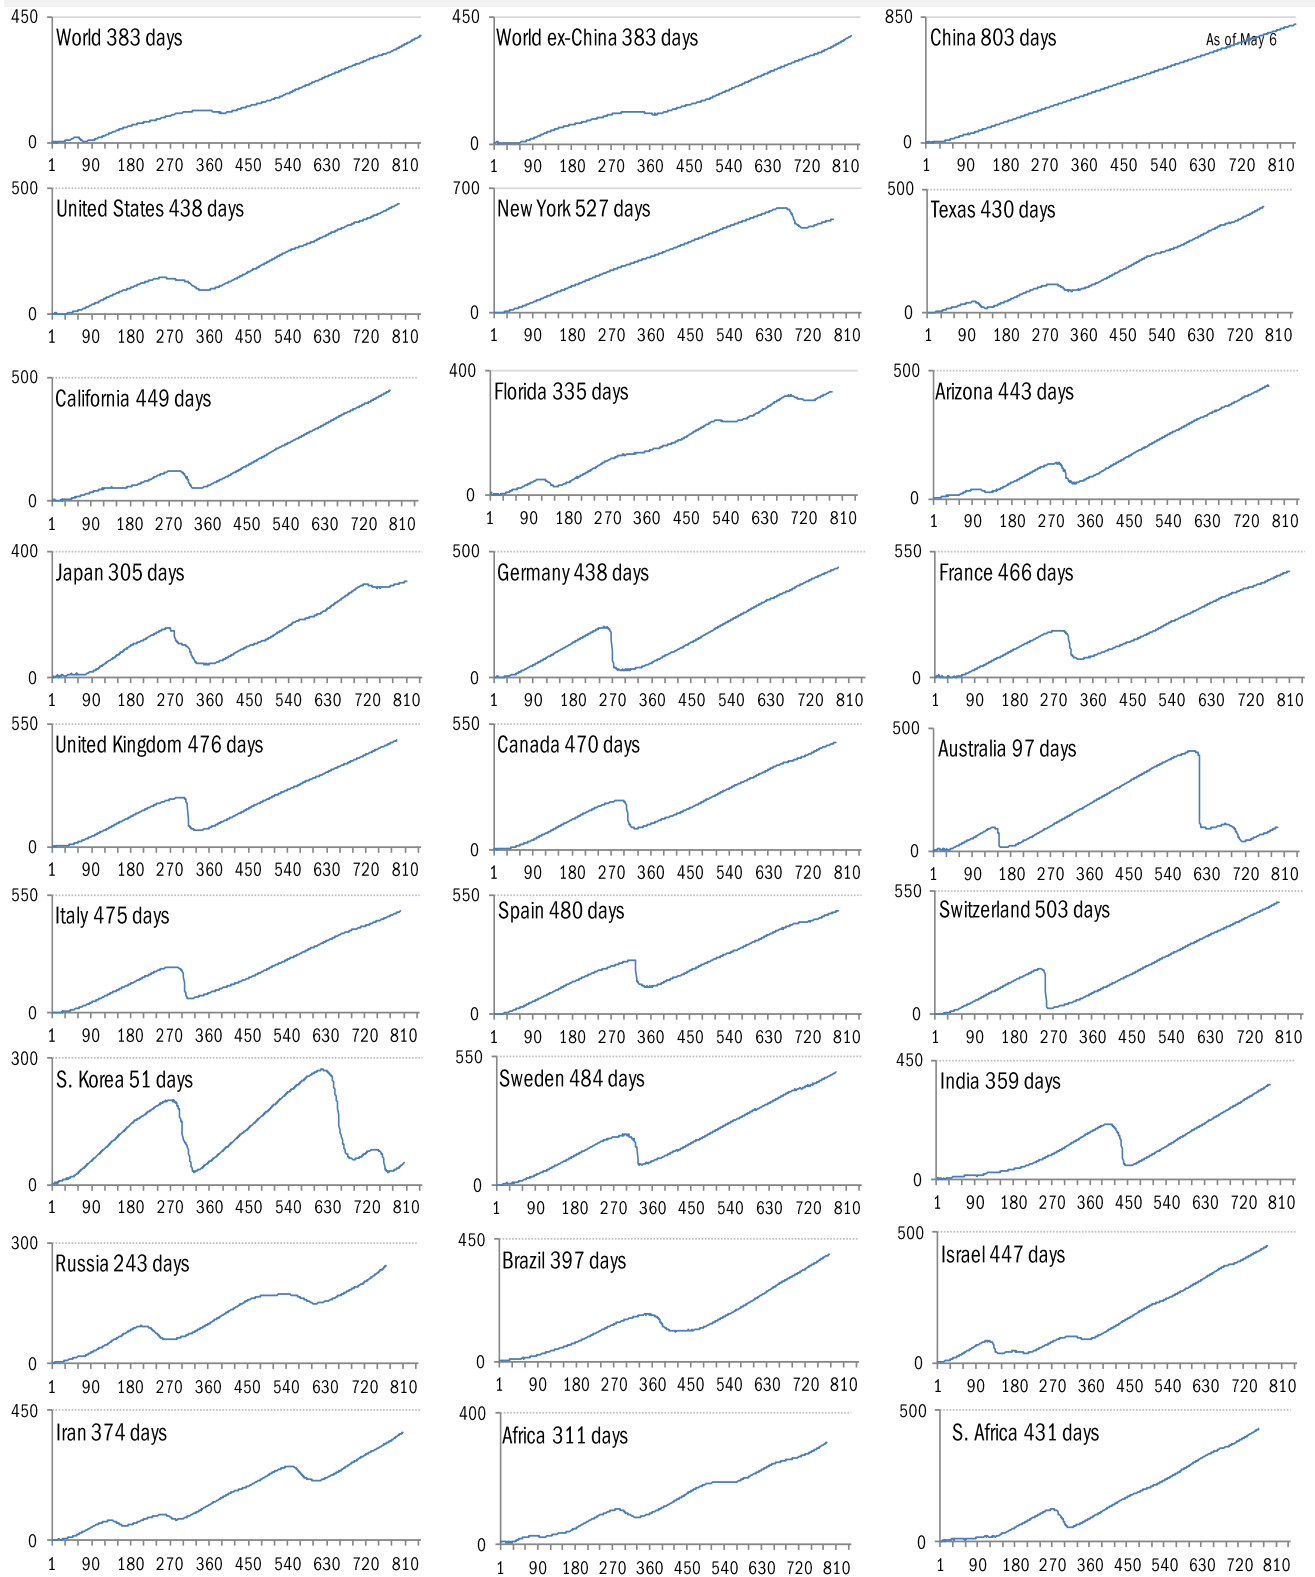 450 450 850
World 383 days World ex-China 383 days China 803 days As of May 6
0 0 0
1 90 180 270 360 450 540 630 720 810 1 90 180 270 360 450 540 630 720 810 1 90 180 270 360 450 540 630 720 810
500 700 500
United States 438 days New York 527 days Texas 430 days
0 0 0
1 90 180 270 360 450 540 630 720 810 1 90 180 270 360 450 540 630 720 810 1 90 180 270 360 450 540 630 720 810
500 400 500
California 449 days Florida 335 days Arizona 443 days
0 0 0
1 90 180 270 360 450 540 630 720 810 1 90 180 270 360 450 540 630 720 810 1 90 180 270 360 450 540 630 720 810
400 500 550
Japan 305 days Germany 438 days France 466 days
0 0 0
1 90 180 270 360 450 540 630 720 810 1 90 180 270 360 450 540 630 720 810 1 90 180 270 360 450 540 630 720 810
550 550 500
United Kingdom 476 days Canada 470 days Australia 97 days
0 0 0
1 90 180 270 360 450 540 630 720 810 1 90 180 270 360 450 540 630 720 810 1 90 180 270 360 450 540 630 720 810
550 550 550
Italy 475 days Spain 480 days Switzerland 503 days
0 0 0
1 90 180 270 360 450 540 630 720 810 1 90 180 270 360 450 540 630 720 810 1 90 180 270 360 450 540 630 720 810
300 550 450
S. Korea 51 days Sweden 484 days India 359 days
0 0 0
1 90 180 270 360 450 540 630 720 810 1 90 180 270 360 450 540 630 720 810 1 90 180 270 360 450 540 630 720 810
300 450 500
Russia 243 days Brazil 397 days Israel 447 days
0 0 0
1 90 180 270 360 450 540 630 720 810 1 90 180 270 360 450 540 630 720 810 1 90 180 270 360 450 540 630 720 810
450 400 500
Iran 374 days Africa 311 days S. Africa 431 days
0 0 0
1 90 180 270 360 450 540 630 720 810 1 90 180 270 360 450 540 630 720 810 1 90 180 270 360 450 540 630 720 810